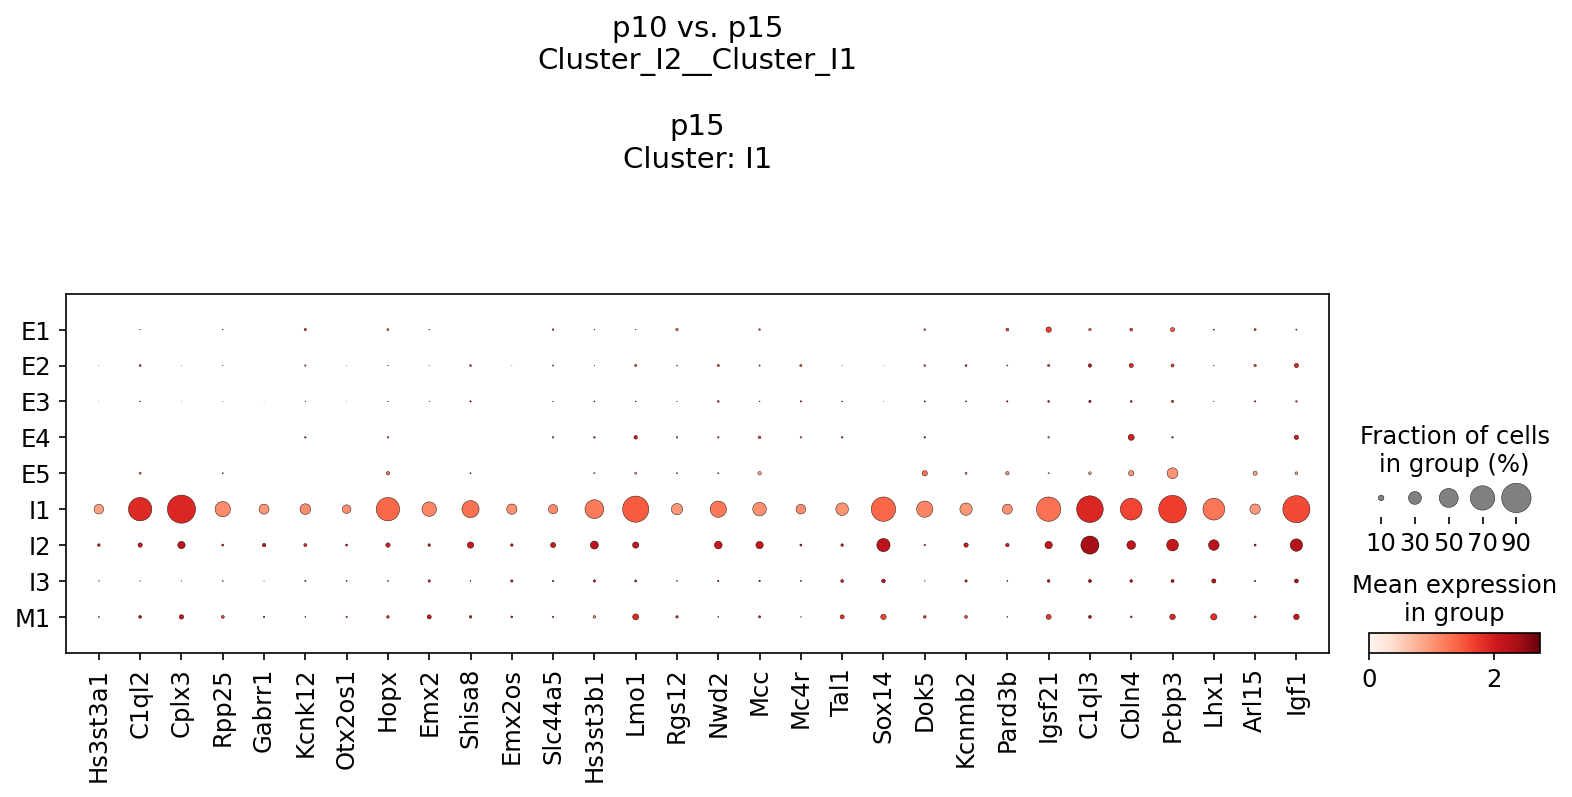 p10 vs. p15
Cluster_I2__Cluster_I1
p15
Cluster: I1
E1
E2
E3
E4
E5
I1
I2
I3
M1
Hs3st3a1
C1ql2
Cplx3
Rpp25
Gabrr1
Kcnk12
Otx2os1
Hopx
Emx2
Shisa8
Emx2os
Slc44a5
Hs3st3b1
Lmo1
Rgs12
Nwd2
Mcc
Mc4r
Tal1
Sox14
Dok5
Kcnmb2
Pard3b
Igsf21
C1ql3
Cbln4
Pcbp3
Lhx1
Arl15
Igf1
Fraction of cells
in group (%)
10 30 50 70 90
Mean expression
in group
0 2